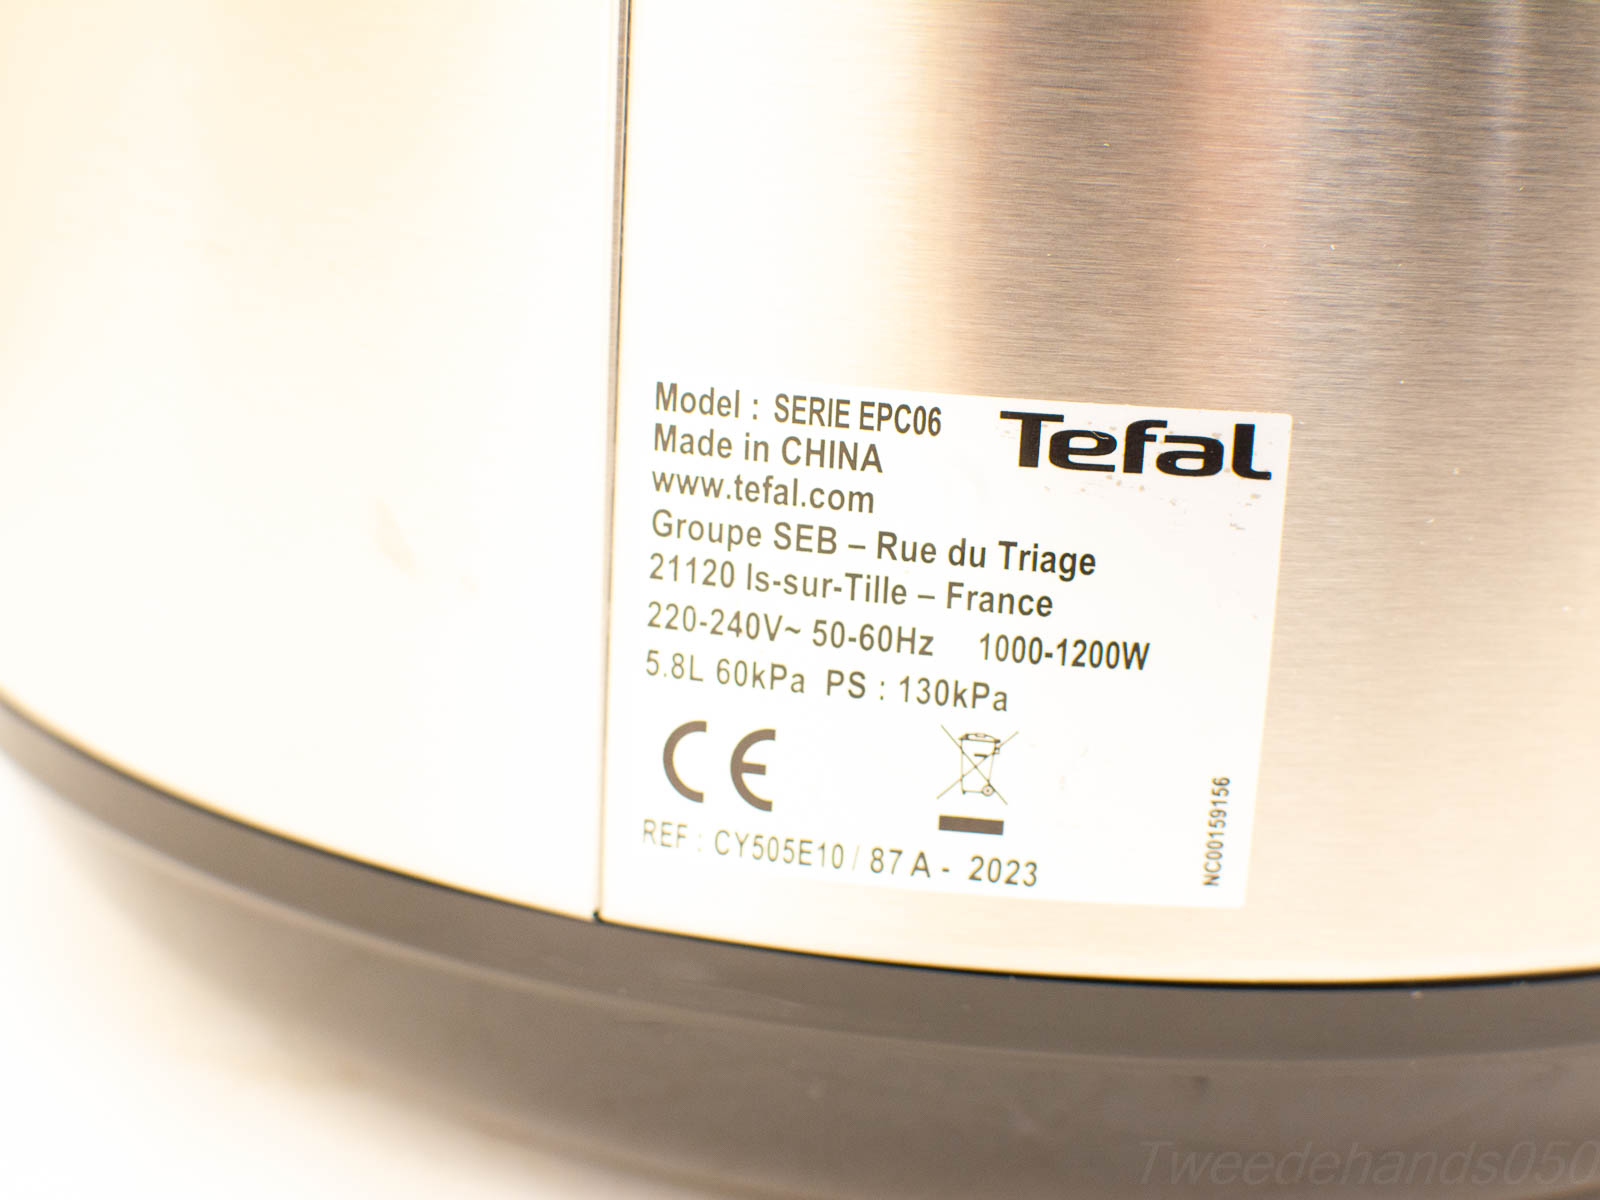 Model : SERIE EPC06
Tefal
Made in CHINA
www.tefal.com
Groupe SEB – Rue du Triage
21120 Is-sur-Tille – France
220-240V~ 50-60Hz 1000-1200W
5.8L 60kPa PS : 130kPa
CE
REF : CY505E10 / 87 A - 2023
NC00159156
Tweedehands050